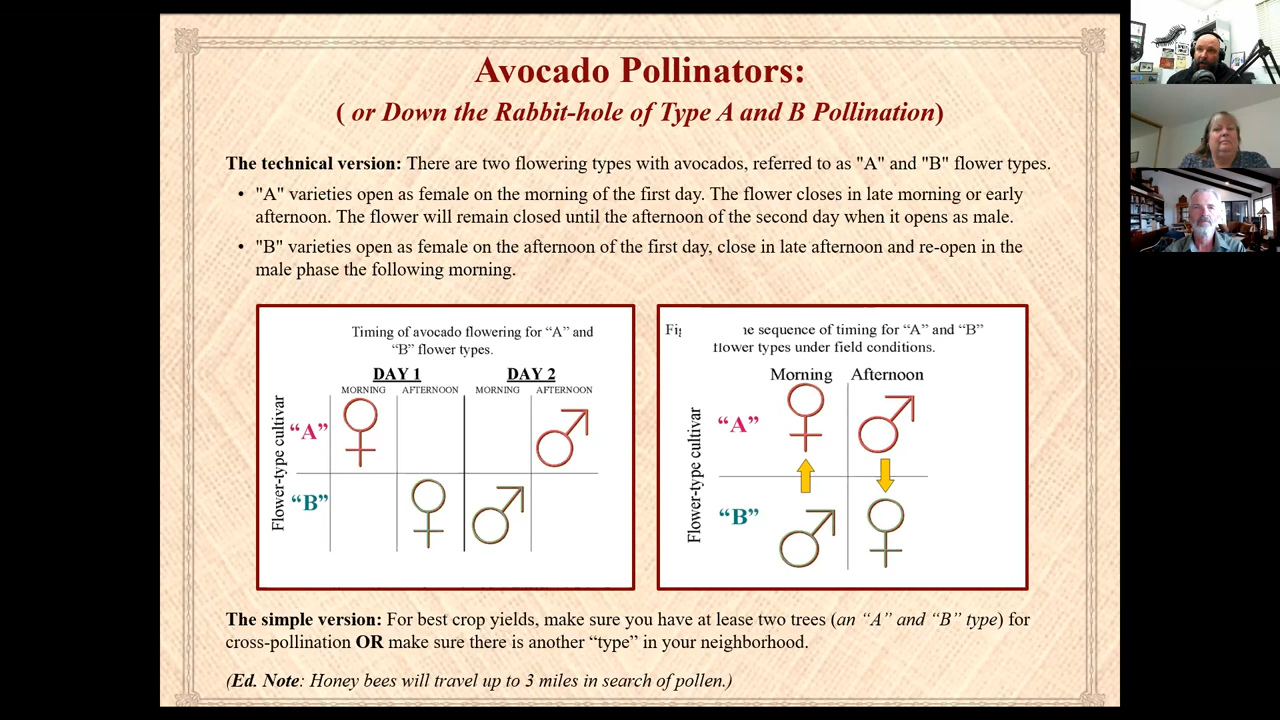 Avocado Pollinators:
( or Down the Rabbit-hole of Type A and B Pollination)
The technical version: There are two flowering types with avocados, referred to as "A" and "B" flower types.
• "A" varieties open as female on the morning of the first day. The flower closes in late morning or early
afternoon. The flower will remain closed until the afternoon of the second day when it opens as male.
• "B" varieties open as female on the afternoon of the first day, close in late afternoon and re-open in the
male phase the following morning.
Timing of avocado flowering for “A” and
“B” flower types.
DAY 1 DAY 2
MORNING AFTERNOON MORNING AFTERNOON
Flower-type cultivar
“A”
“B”
ne sequence of timing for “A” and “B”
flower types under field conditions.
Morning Afternoon
Flower-type cultivar
“A”
“B”
The simple version: For best crop yields, make sure you have at lease two trees (an “A” and “B” type) for
cross-pollination OR make sure there is another “type” in your neighborhood.
(Ed. Note: Honey bees will travel up to 3 miles in search of pollen.)